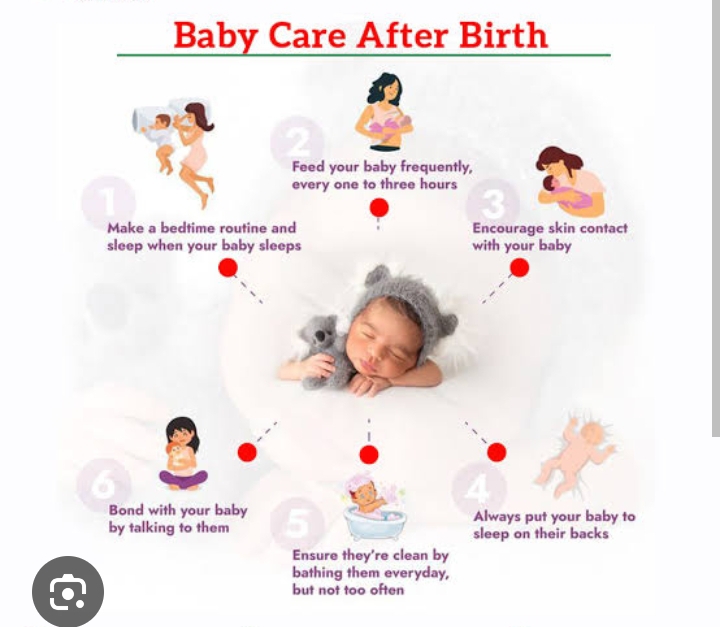 Baby Care After Birth
1
Make a bedtime routine and
sleep when your baby sleeps
2
Feed your baby frequently,
every one to three hours
3
Encourage skin contact
with your baby
4
Always put your baby to
sleep on their backs
5
Ensure they're clean by
bathing them everyday,
but not too often
6
Bond with your baby
by talking to them